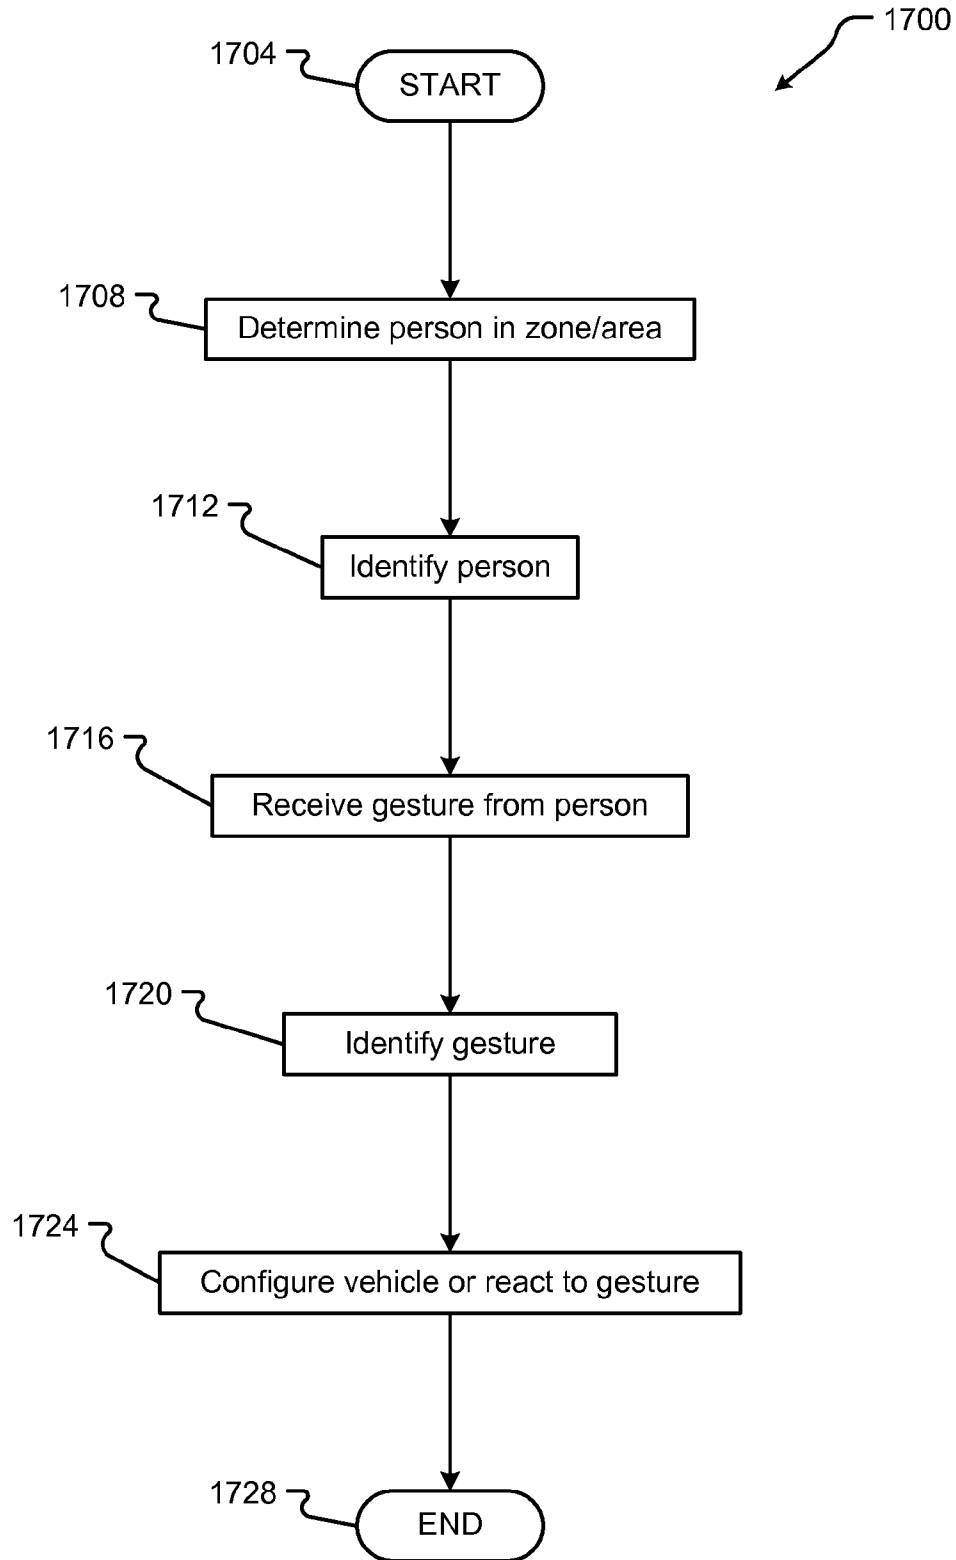 1700
1704
START
1708
Determine person in zone/area
1712
Identify person
1716
Receive gesture from person
1720
Identify gesture
1724
Configure vehicle or react to gesture
1728
END